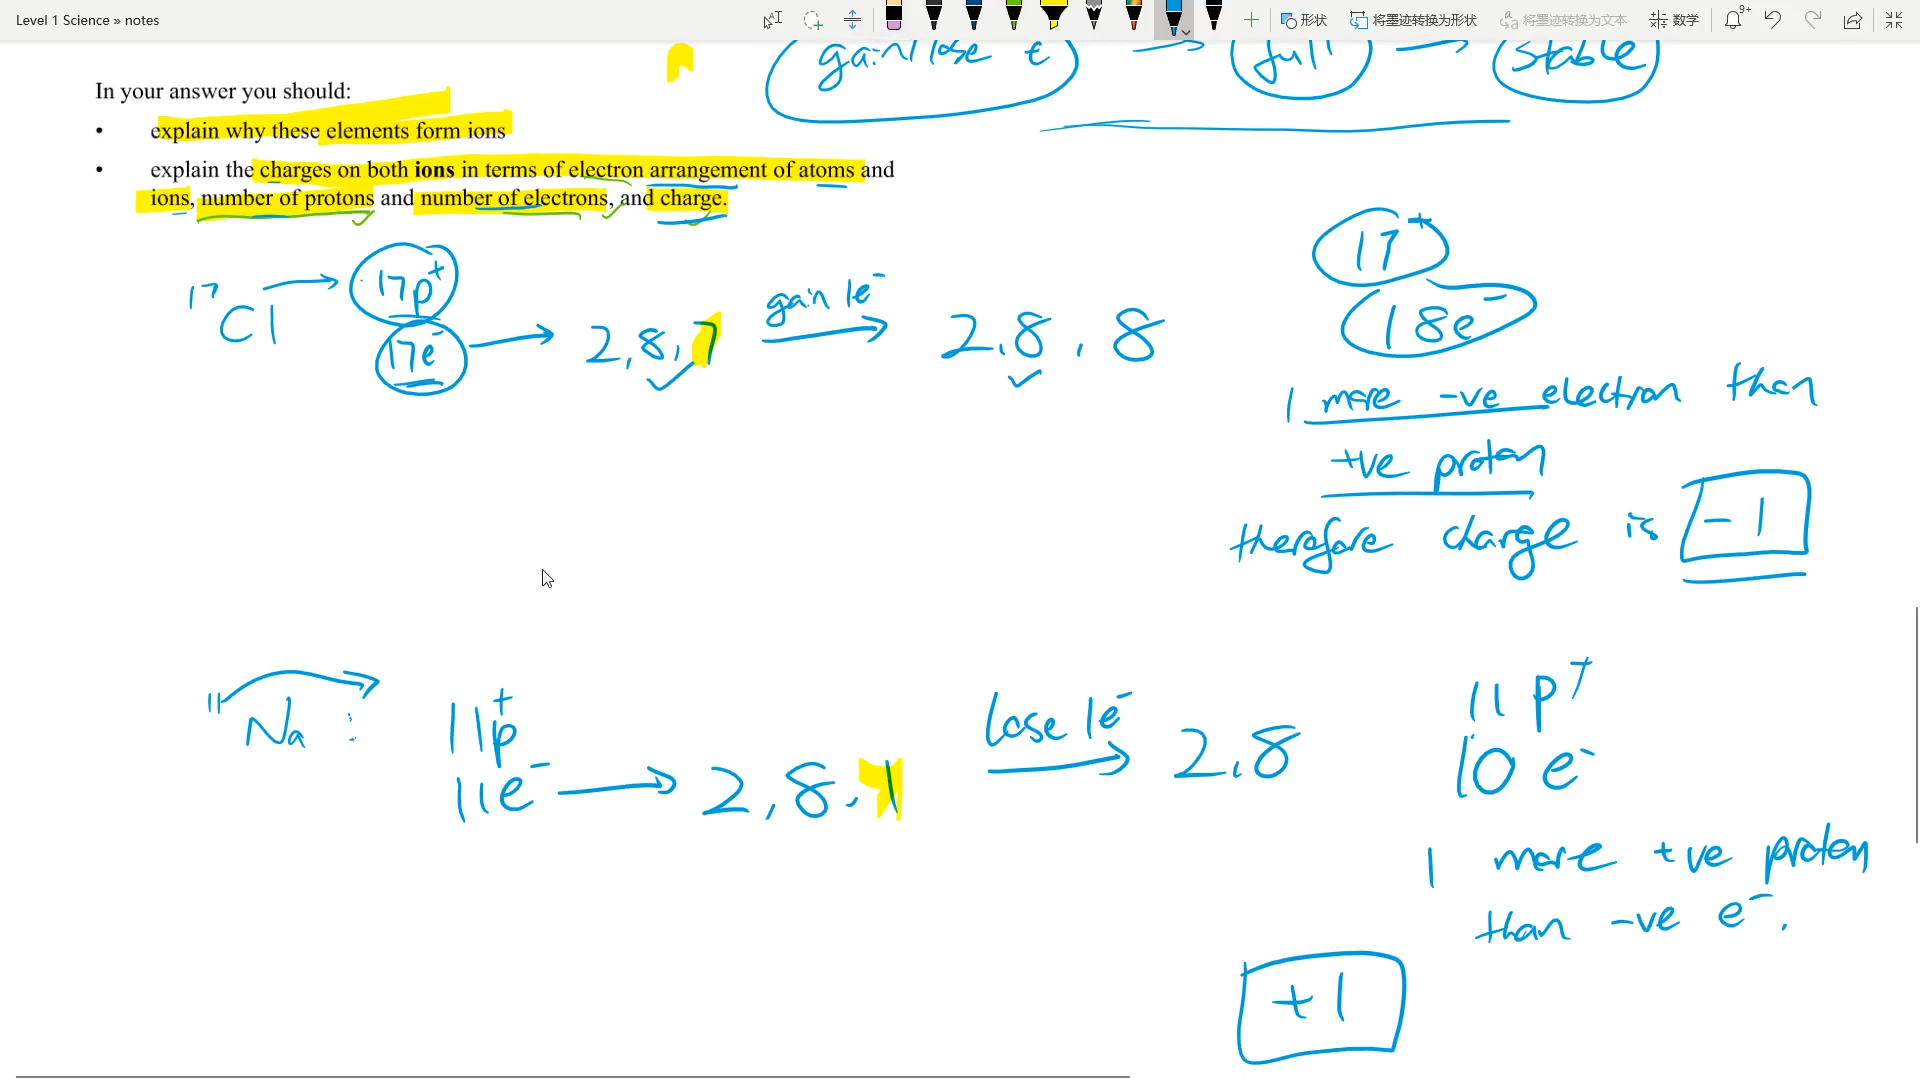 Level 1 Science » notes
形状
将墨迹转换为形状
将墨迹转换为文本
数学
9+
gain/lose e
full
stable
In your answer you should:
• explain why these elements form ions
• explain the charges on both ions in terms of electron arrangement of atoms and
ions, number of protons and number of electrons, and charge.
17 Cl
17p+
17e-
2,8,7
gain 1e-
2,8,8
17+
18e-
1 more -ve electron than
+ve proton
therefore charge is -1
11 Na :
11p+
11e-
2,8,1
lose 1e-
2,8
11p+
10e-
1 more +ve proton
than -ve e-.
+1